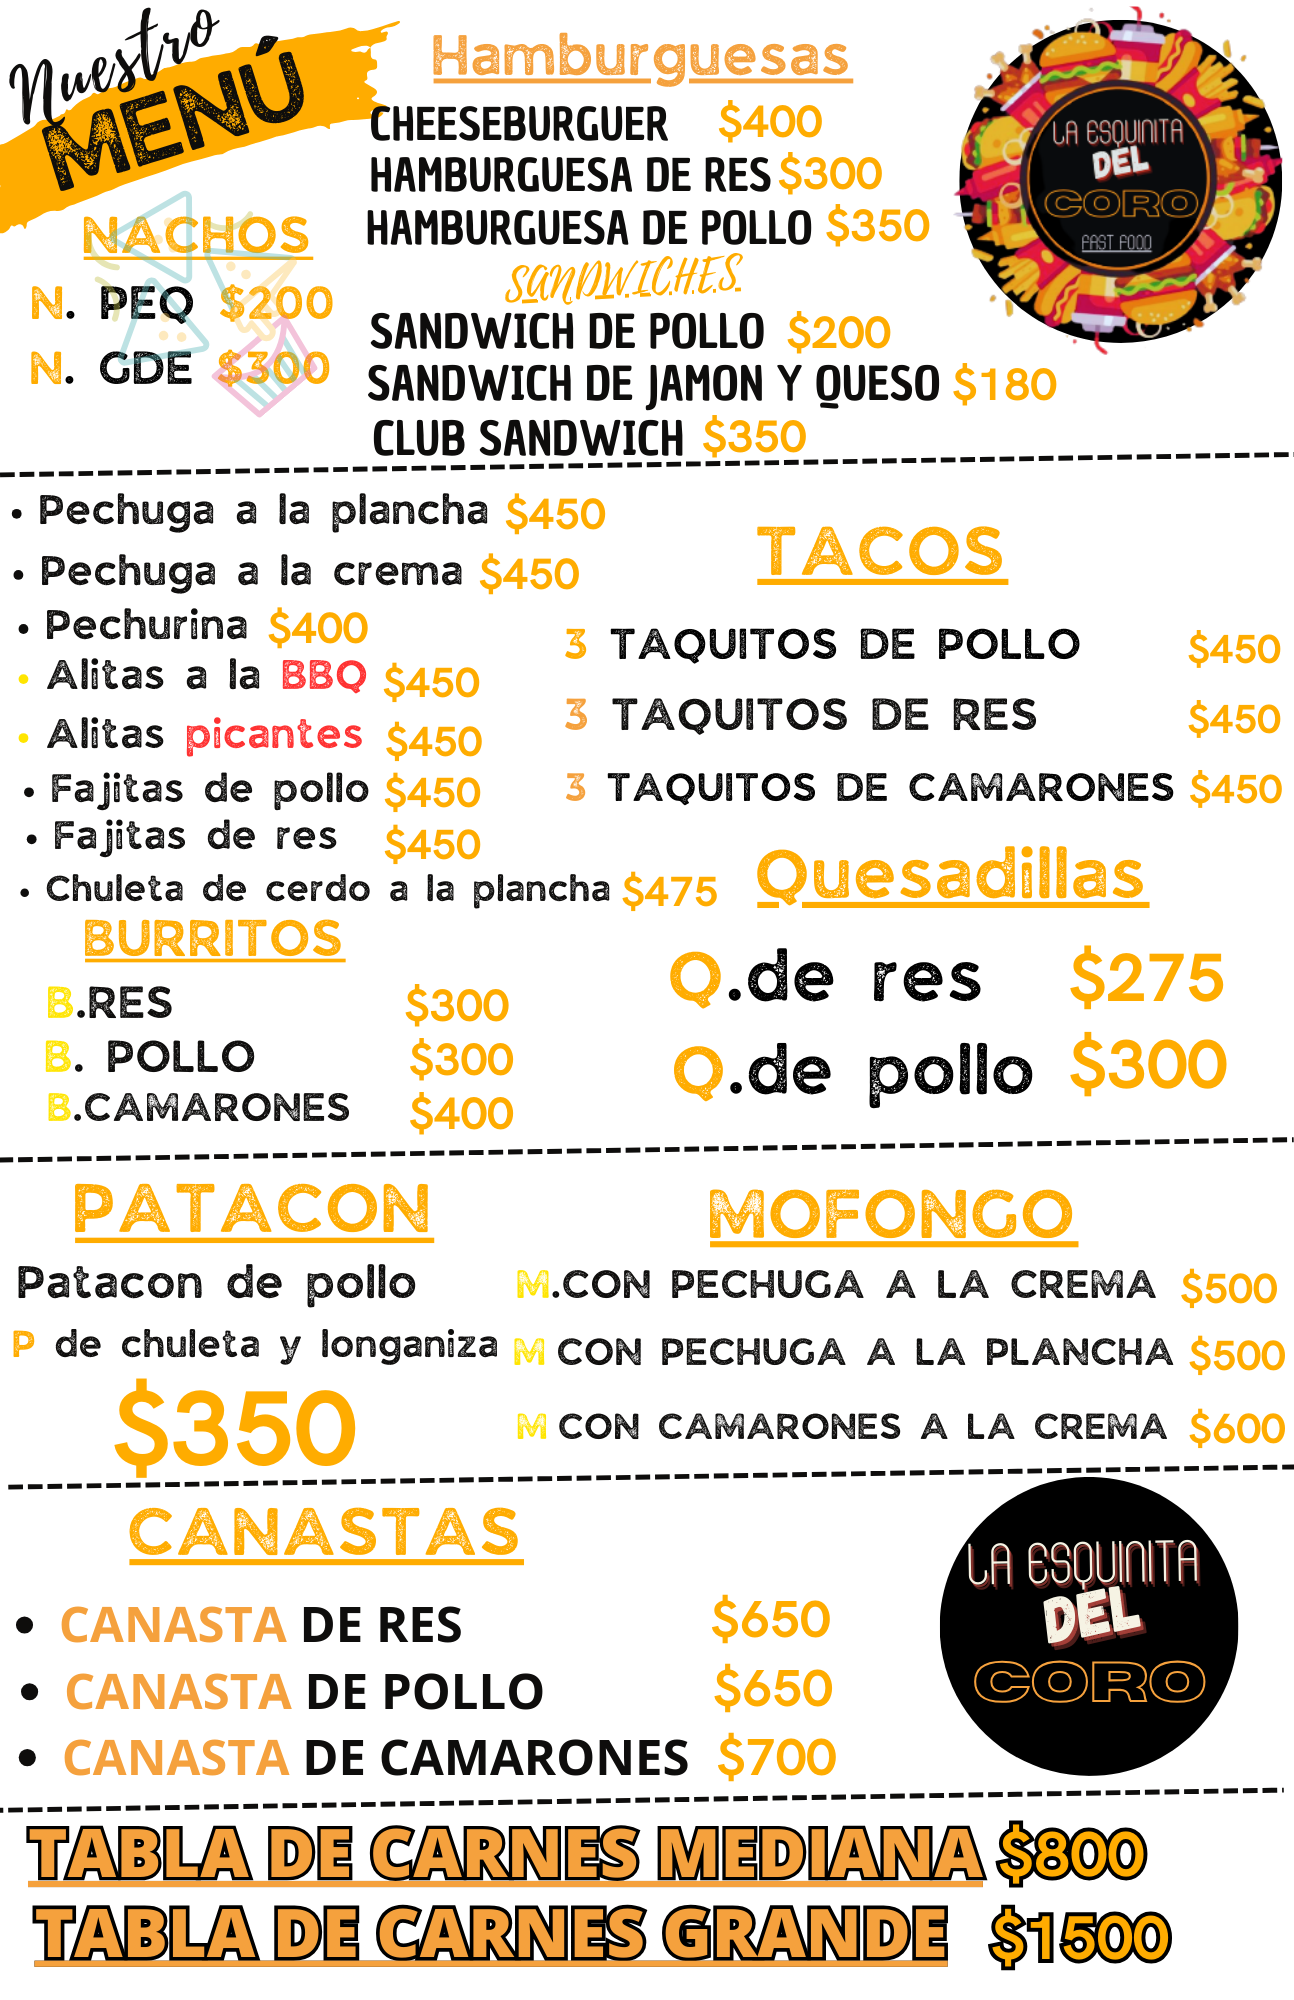 Nuestro
MENÚ
Hamburguesas
CHEESEBURGUER $400
HAMBURGUESA DE RES $300
HAMBURGUESA DE POLLO $350
LA ESQUINITA
DEL
CORO
FAST FOOD
NACHOS
N. PEQ $200
N. GDE $300
SANDWICHES
SANDWICH DE POLLO $200
SANDWICH DE JAMON Y QUESO $180
CLUB SANDWICH $350
• Pechuga a la plancha $450
• Pechuga a la crema $450
• Pechurina $400
• Alitas a la BBQ $450
• Alitas picantes $450
• Fajitas de pollo $450
• Fajitas de res $450
• Chuleta de cerdo a la plancha $475
TACOS
3 TAQUITOS DE POLLO $450
3 TAQUITOS DE RES $450
3 TAQUITOS DE CAMARONES $450
Quesadillas
Q.de res $275
Q.de pollo $300
BURRITOS
B.RES $300
B. POLLO $300
B.CAMARONES $400
PATACON
Patacon de pollo
P de chuleta y longaniza
$350
MOFONGO
M.CON PECHUGA A LA CREMA $500
M CON PECHUGA A LA PLANCHA $500
M CON CAMARONES A LA CREMA $600
CANASTAS
• CANASTA DE RES $650
• CANASTA DE POLLO $650
• CANASTA DE CAMARONES $700
LA ESQUINITA
DEL
CORO
TABLA DE CARNES MEDIANA $800
TABLA DE CARNES GRANDE $1500